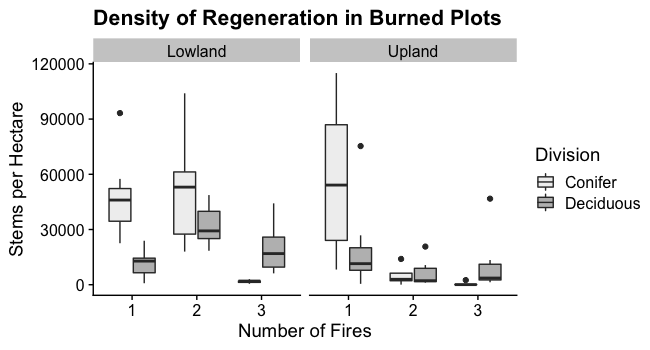 Density of Regeneration in Burned Plots
Lowland
Upland
Stems per Hectare
120000
90000
60000
30000
0
1
2
3
1
2
3
Number of Fires
Division
Conifer
Deciduous